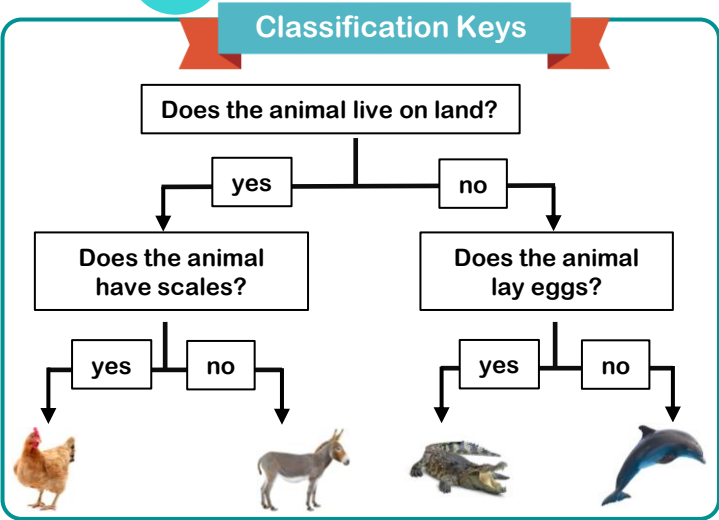 Classification Keys
Does the animal live on land?
yes
no
Does the animal
have scales?
Does the animal
lay eggs?
yes
no
yes
no